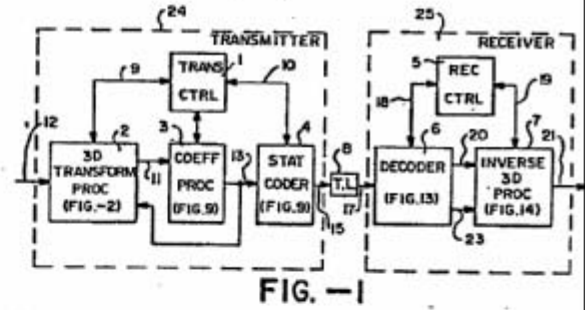 24
TRANSMITTER
25
RECEIVER
9
TRANS
CTRL
1
10
5
REC
CTRL
18
19
12
2
3D
TRANSFORM
PROC
(FIG.-2)
11
3
COEFF
PROC
(FIG.9)
13
4
STAT
CODER
(FIG.9)
15
8
T.L.
17
6
DECODER
(FIG.13)
20
23
7
INVERSE
3D
PROC
(FIG.14)
21
FIG.—1